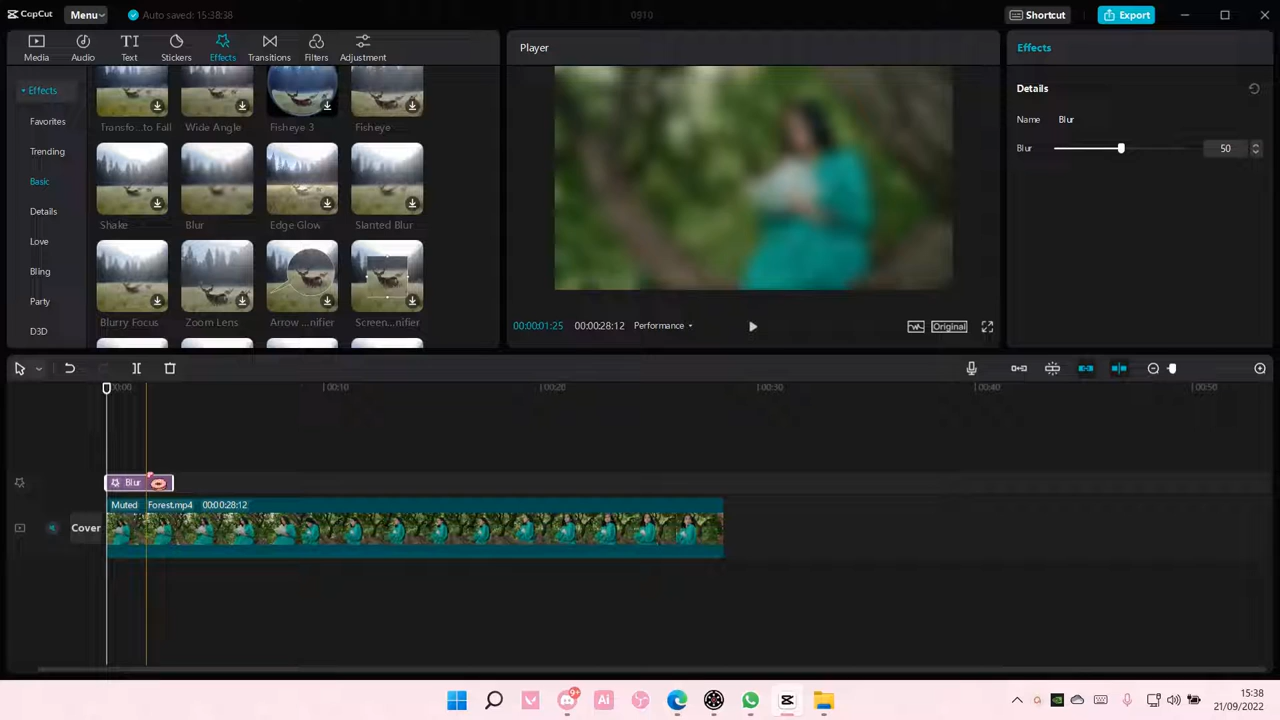 CapCut Menu Auto saved: 15:38:38 0910 Shortcut Export
Media Audio Text Stickers Effects Transitions Filters Adjustment
Player
Effects
Effects
Favorites
Trending
Basic
Details
Love
Bling
Party
D3D
Transfo...to Fall Wide Angle Fisheye 3 Fisheye
Shake Blur Edge Glow Slanted Blur
Blurry Focus Zoom Lens Arrow ...nifier Screen...nifier
00:00:01:25 00:00:28:12 Performance Original
Details
Name Blur
Blur 50
00:00 00:10 00:20 00:30 00:40 00:50
Blur
Muted Forest.mp4 00:00:28:12
Cover
9+ Ai
15:38
21/09/2022